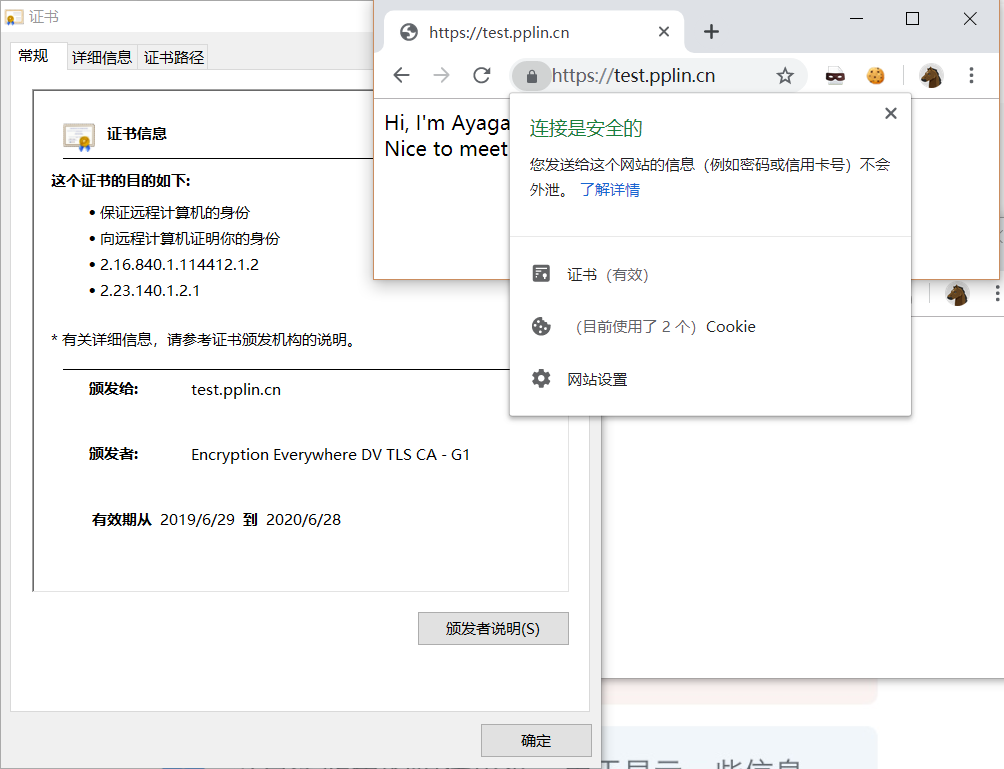 证书
常规
详细信息
证书路径
证书信息
这个证书的目的如下:
• 保证远程计算机的身份
• 向远程计算机证明你的身份
• 2.16.840.1.114412.1.2
• 2.23.140.1.2.1
* 有关详细信息，请参考证书颁发机构的说明。
颁发给: test.pplin.cn
颁发者: Encryption Everywhere DV TLS CA - G1
有效期从 2019/6/29 到 2020/6/28
颁发者说明(S)
确定
https://test.pplin.cn
https://test.pplin.cn
Hi, I'm Ayaga
Nice to meet
连接是安全的
您发送给这个网站的信息（例如密码或信用卡号）不会
外泄。 了解详情
证书（有效）
（目前使用了 2 个）Cookie
网站设置